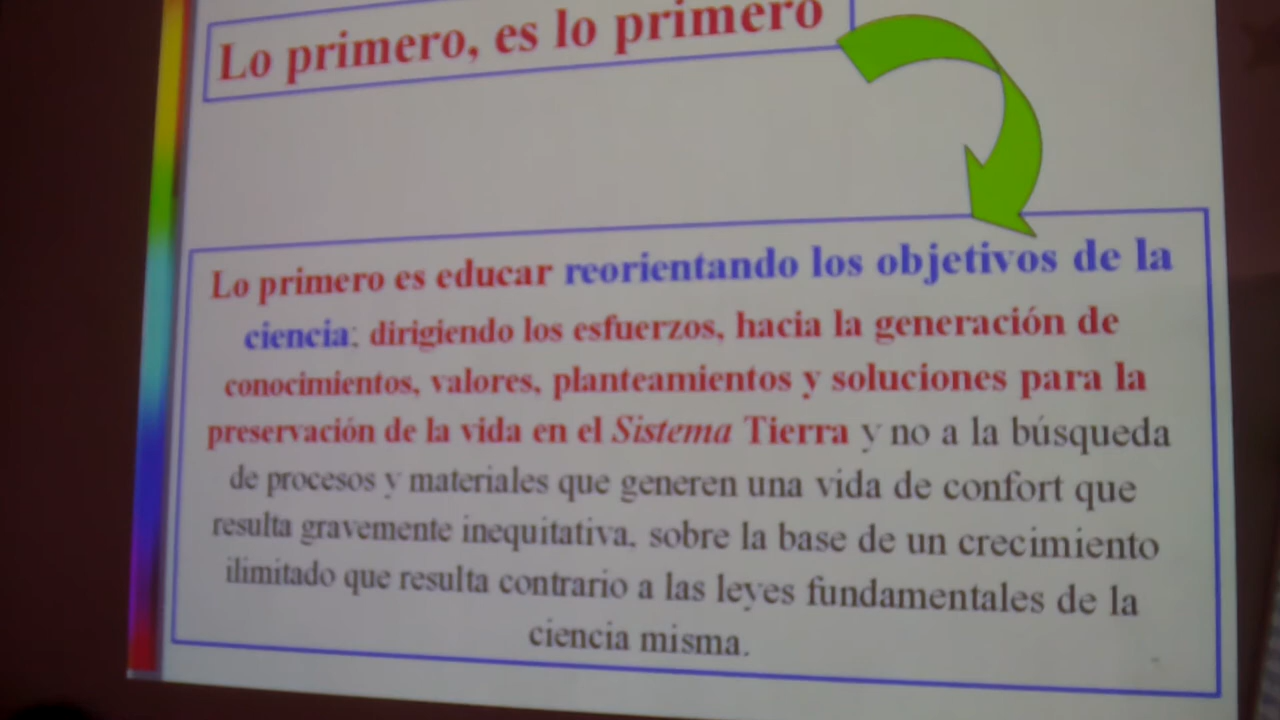 Lo primero, es lo primero
Lo primero es educar reorientando los objetivos de la
ciencia; dirigiendo los esfuerzos, hacia la generación de
conocimientos, valores, planteamientos y soluciones para la
preservación de la vida en el Sistema Tierra y no a la búsqueda
de procesos y materiales que generen una vida de confort que
resulta gravemente inequitativa, sobre la base de un crecimiento
ilimitado que resulta contrario a las leyes fundamentales de la
ciencia misma.